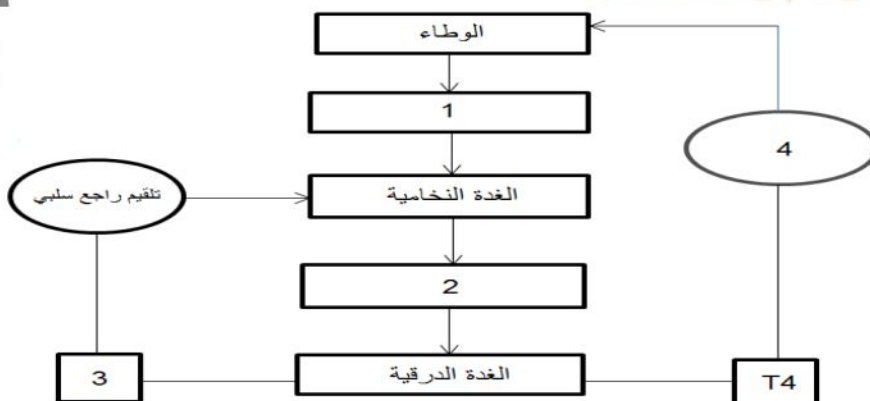 الوطاء
1
4
تلقيم راجع سلبي
الغدة النخامية
2
3
الغدة الدرقية
T4